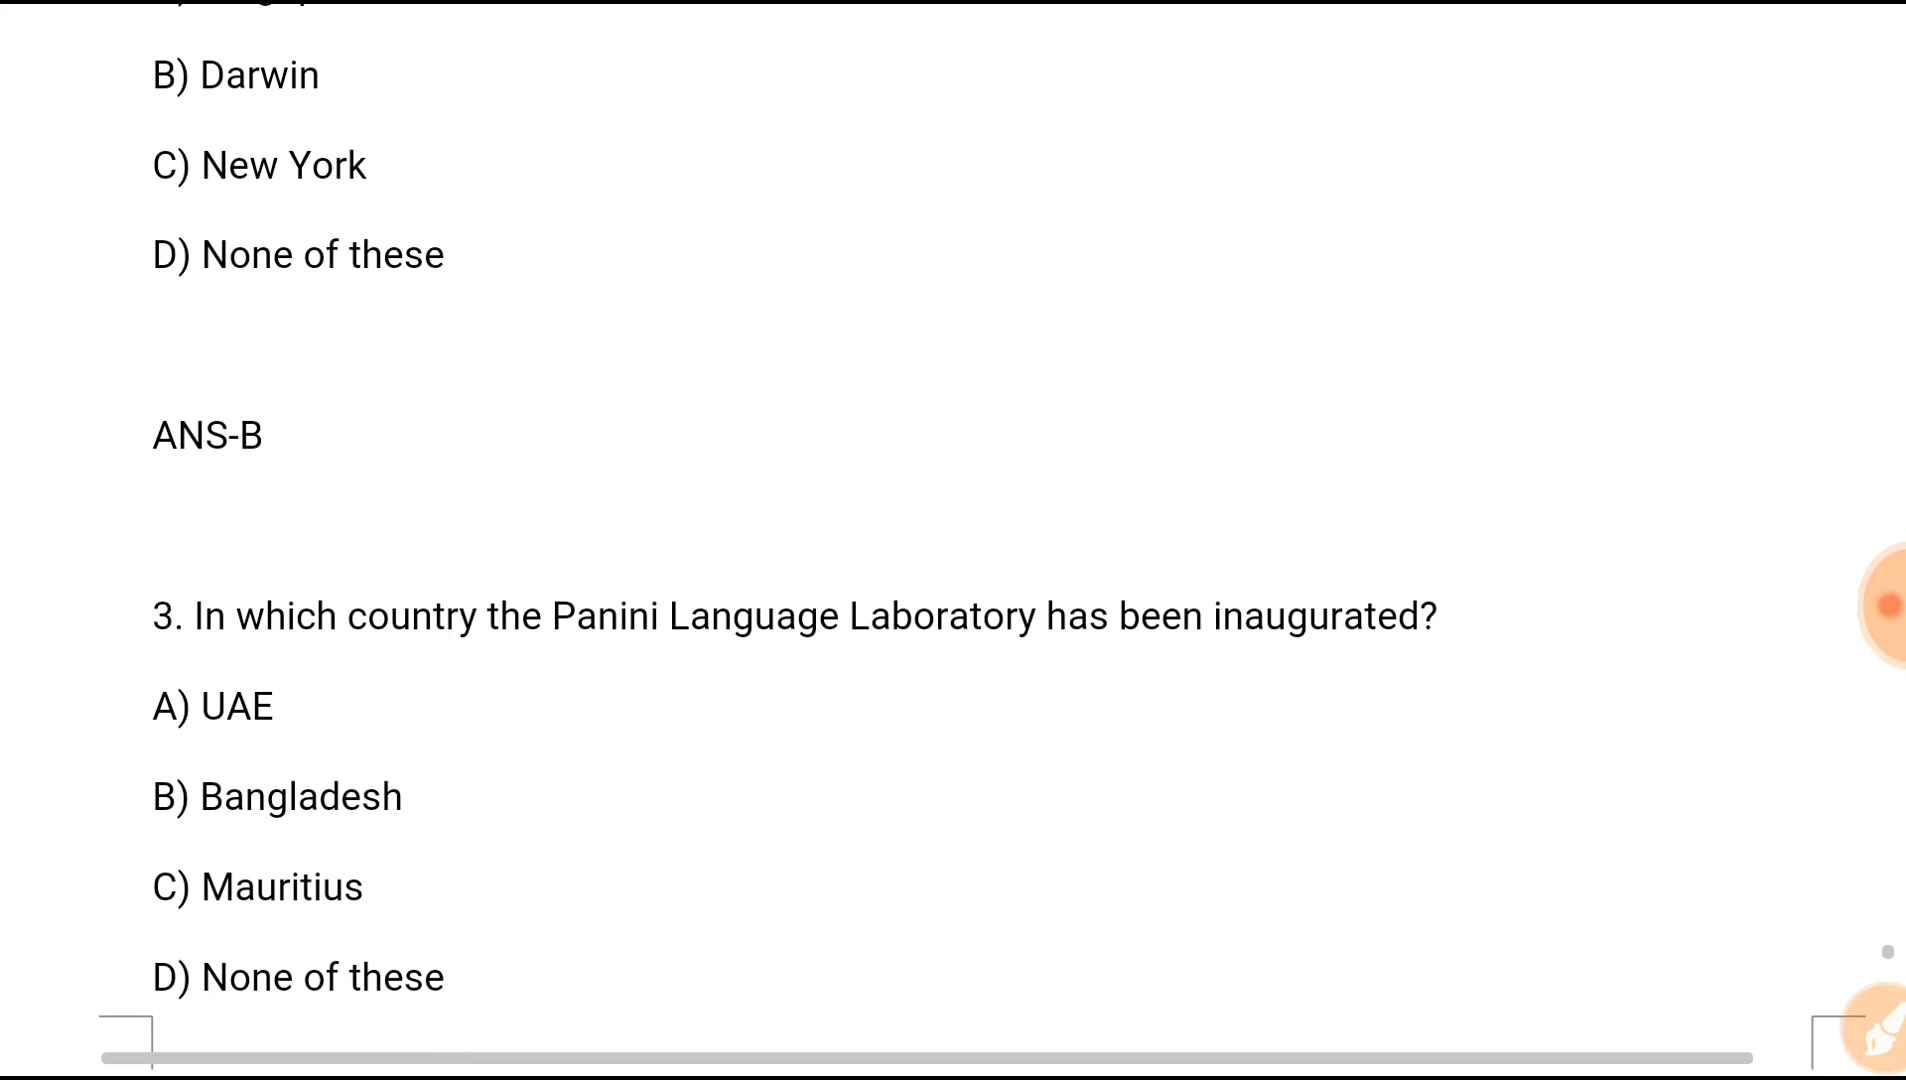 B) Darwin
C) New York
D) None of these
ANS-B
3. In which country the Panini Language Laboratory has been inaugurated?
A) UAE
B) Bangladesh
C) Mauritius
D) None of these